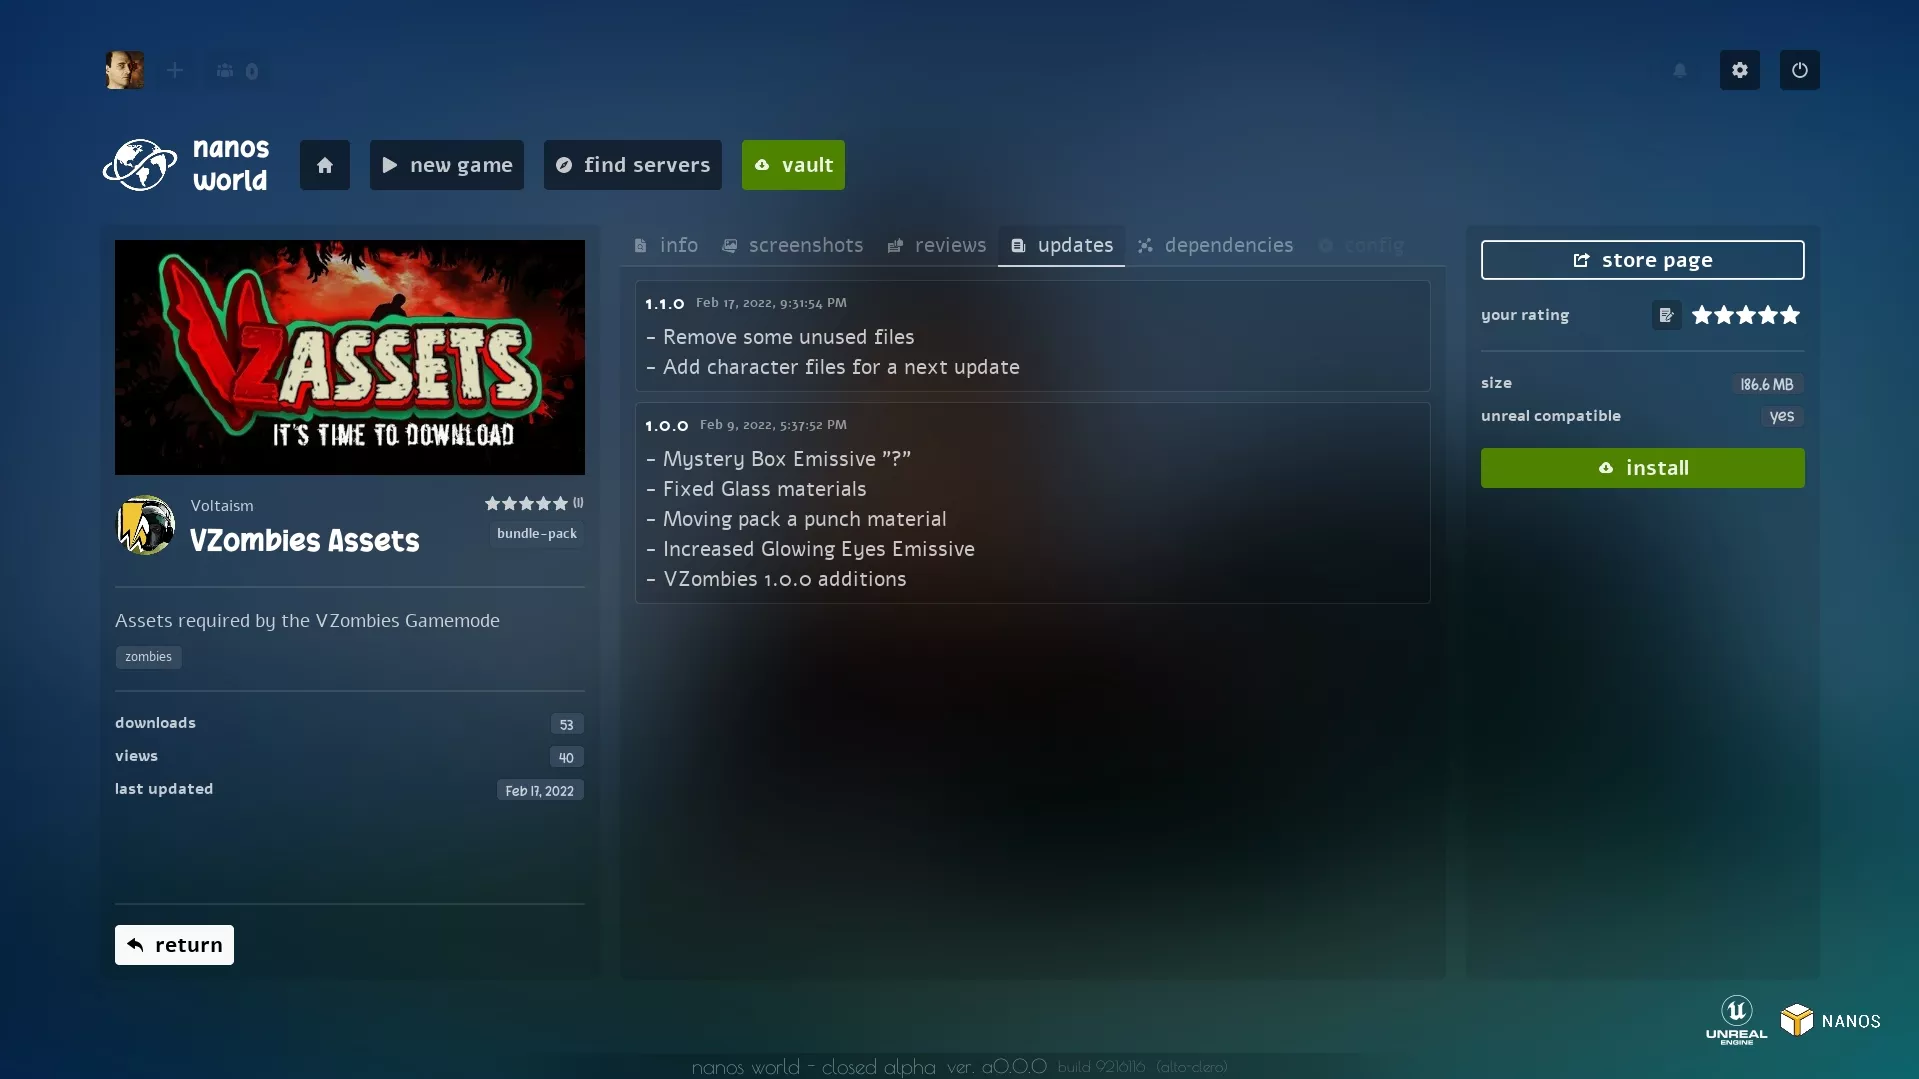 0
nanos world
new game
find servers
vault
VZ ASSETS
IT'S TIME TO DOWNLOAD
Voltaism
(1)
VZombies Assets
bundle-pack
Assets required by the VZombies Gamemode
zombies
downloads 53
views 40
last updated Feb 17, 2022
return
info
screenshots
reviews
updates
dependencies
config
1.1.0 Feb 17, 2022, 9:31:54 PM
- Remove some unused files
- Add character files for a next update
1.0.0 Feb 9, 2022, 5:37:52 PM
- Mystery Box Emissive "?"
- Fixed Glass materials
- Moving pack a punch material
- Increased Glowing Eyes Emissive
- VZombies 1.0.0 additions
store page
your rating
size 186.6 MB
unreal compatible yes
install
UNREAL
ENGINE
NANOS
nanos world - closed alpha ver. a0.0.0 build 9216116 (alto-clero)